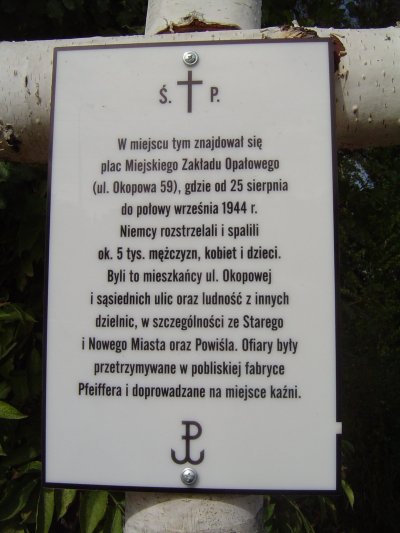 Ś. † P.
W miejscu tym znajdował się
plac Miejskiego Zakładu Opałowego
(ul. Okopowa 59), gdzie od 25 sierpnia
do połowy września 1944 r.
Niemcy rozstrzelali i spalili
ok. 5 tys. mężczyzn, kobiet i dzieci.
Byli to mieszkańcy ul. Okopowej
i sąsiednich ulic oraz ludność z innych
dzielnic, w szczególności ze Starego
i Nowego Miasta oraz Powiśla. Ofiary były
przetrzymywane w pobliskiej fabryce
Pfeiffera i doprowadzane na miejsce kaźni.